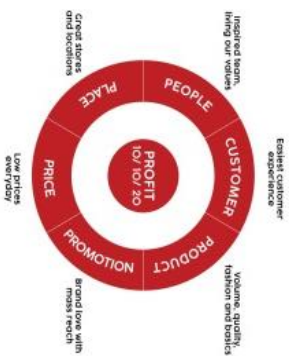 Easiest customer
experience
CUSTOMER
Volume, quality,
fashion and basics
PRODUCT
Brand love with
mass reach
PROMOTION
Low prices
everyday
PRICE
Great stores
and locations
PLACE
Inspired team,
living our values
PEOPLE
PROFIT
10/ 10/ 20